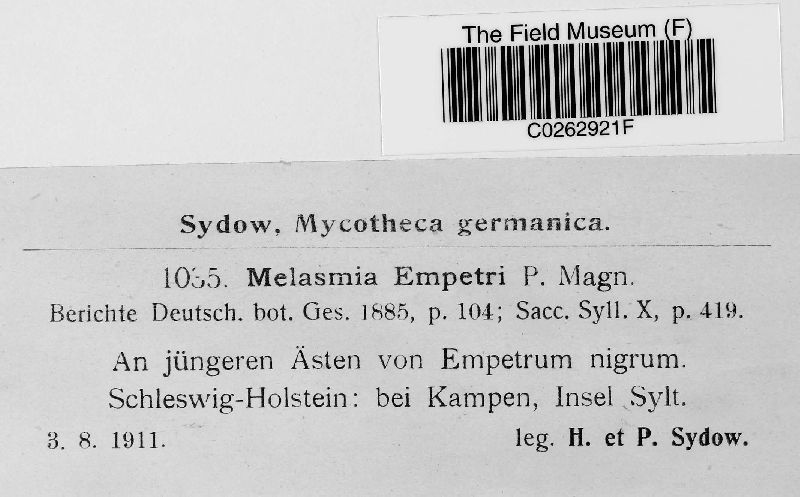 The Field Museum (F)
C0262921F
Sydow, Mycotheca germanica.
Melasmia Empetri P. Magn.
Berichte Deutsch. bot. Ges. 1885, p. 104; Sacc. Syll. X, p. 419.
An jüngeren Ästen von Empetrum nigrum.
Schleswig-Holstein: bei Kampen, Insel Sylt.
3. 8. 1911. leg. H. et P. Sydow.